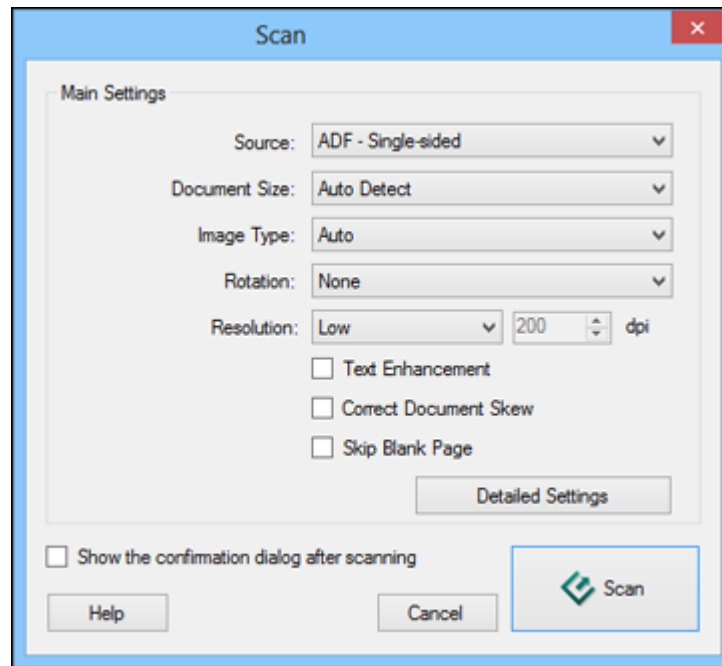 Scan
Main Settings
Source: ADF - Single-sided
Document Size: Auto Detect
Image Type: Auto
Rotation: None
Resolution: Low 200 dpi
Text Enhancement
Correct Document Skew
Skip Blank Page
Detailed Settings
Show the confirmation dialog after scanning
Help Cancel Scan